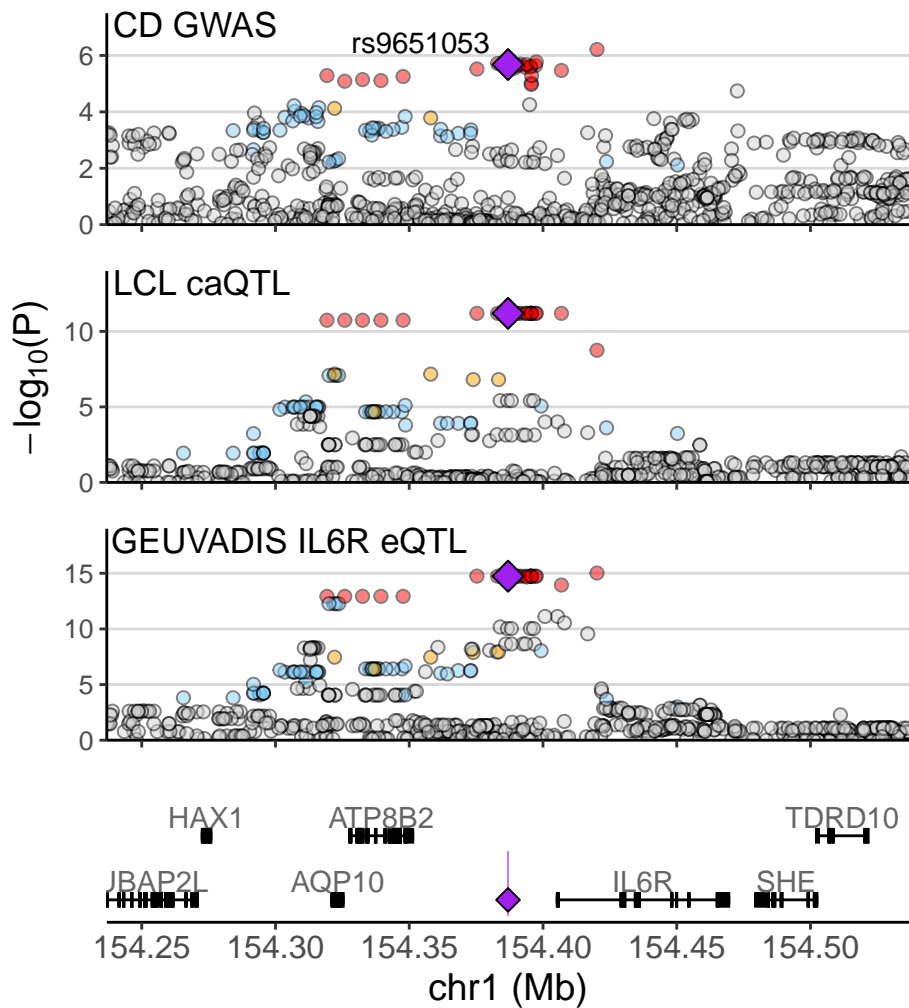 CD GWAS
rs9651053
6
4
2
0
LCL caQTL
10
5
0
−log10(P)
GEUVADIS IL6R eQTL
15
10
5
0
HAX1 ATP8B2 TDRD10
JBAP2L AQP10 IL6R SHE
154.25 154.30 154.35 154.40 154.45 154.50
chr1 (Mb)